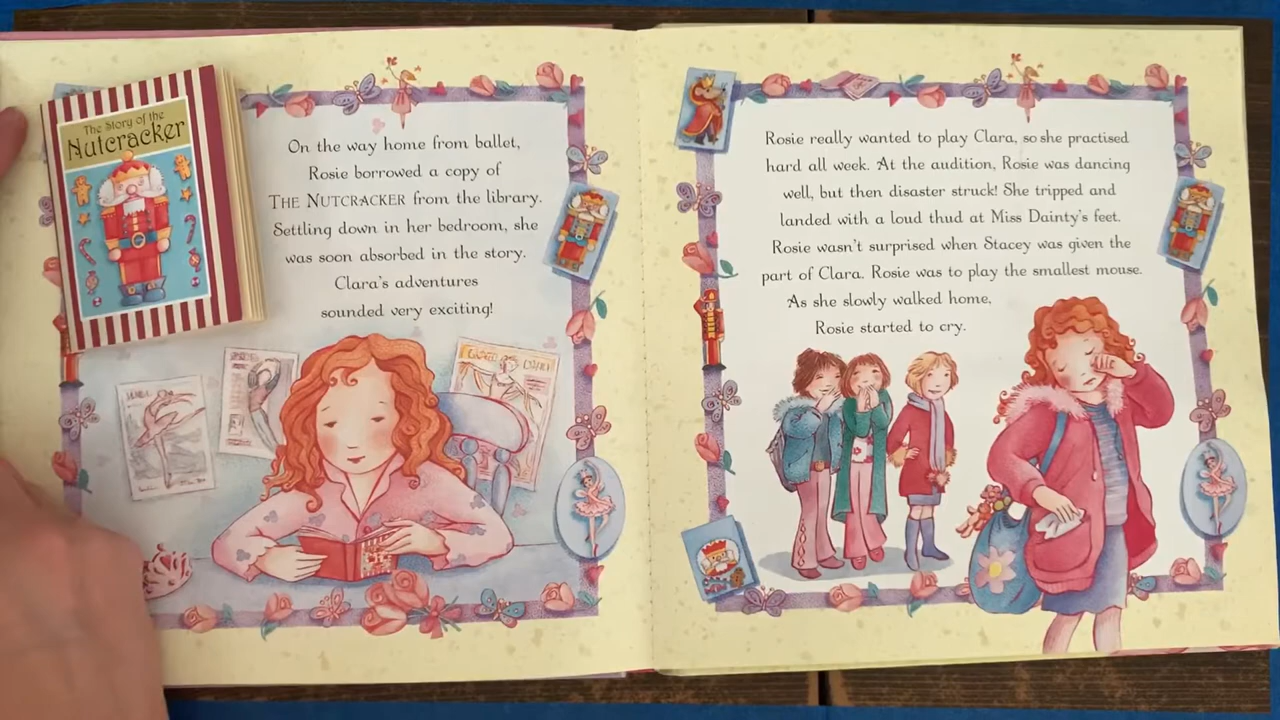 The Story of the
Nutcracker
On the way home from ballet,
Rosie borrowed a copy of
THE NUTCRACKER from the library.
Settling down in her bedroom, she
was soon absorbed in the story.
Clara's adventures
sounded very exciting!
Rosie really wanted to play Clara, so she practised
hard all week. At the audition, Rosie was dancing
well, but then disaster struck! She tripped and
landed with a loud thud at Miss Dainty's feet.
Rosie wasn't surprised when Stacey was given the
part of Clara. Rosie was to play the smallest mouse.
As she slowly walked home,
Rosie started to cry.